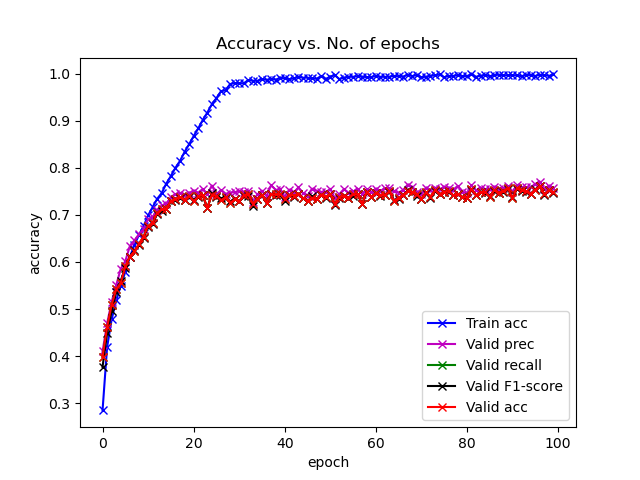 Accuracy vs. No. of epochs
accuracy
1.0
0.9
0.8
0.7
0.6
0.5
0.4
0.3
Train acc
Valid prec
Valid recall
Valid F1-score
Valid acc
0 20 40 60 80 100
epoch